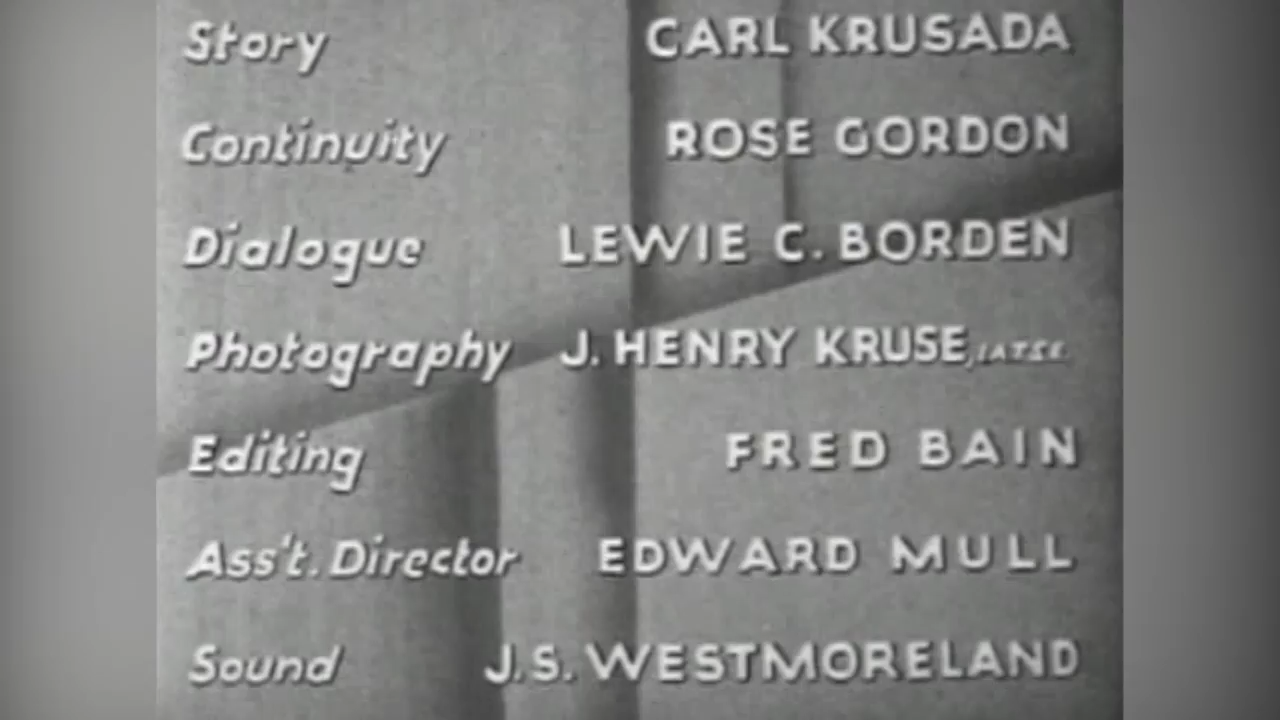 Story CARL KRUSADA
Continuity ROSE GORDON
Dialogue LEWIE C. BORDEN
Photography J. HENRY KRUSE, I.A.T.S.E.
Editing FRED BAIN
Ass't. Director EDWARD MULL
Sound J.S. WESTMORELAND